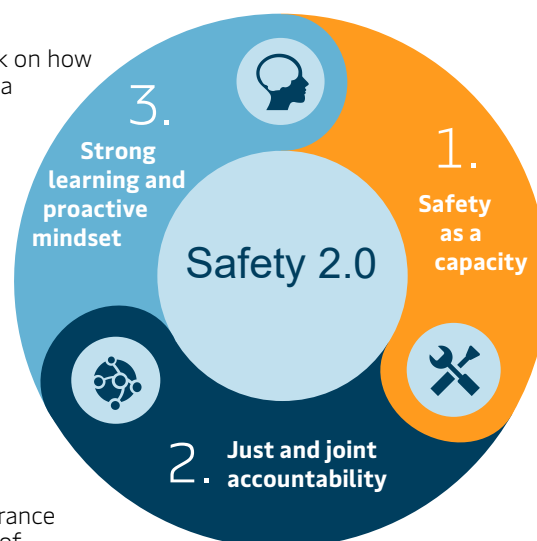 k on how
a
3.
Strong
learning and
proactive
mindset
1.
Safety
as a
capacity
Safety 2.0
2.
Just and joint
accountability
rance
of